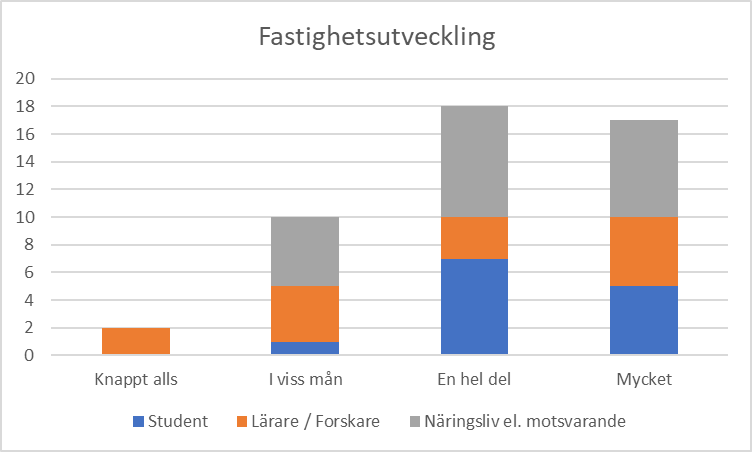 Fastighetsutveckling
20
18
16
14
12
10
8
6
4
2
0
Knappt alls
I viss mån
En hel del
Mycket
Student
Lärare / Forskare
Näringsliv el. motsvarande